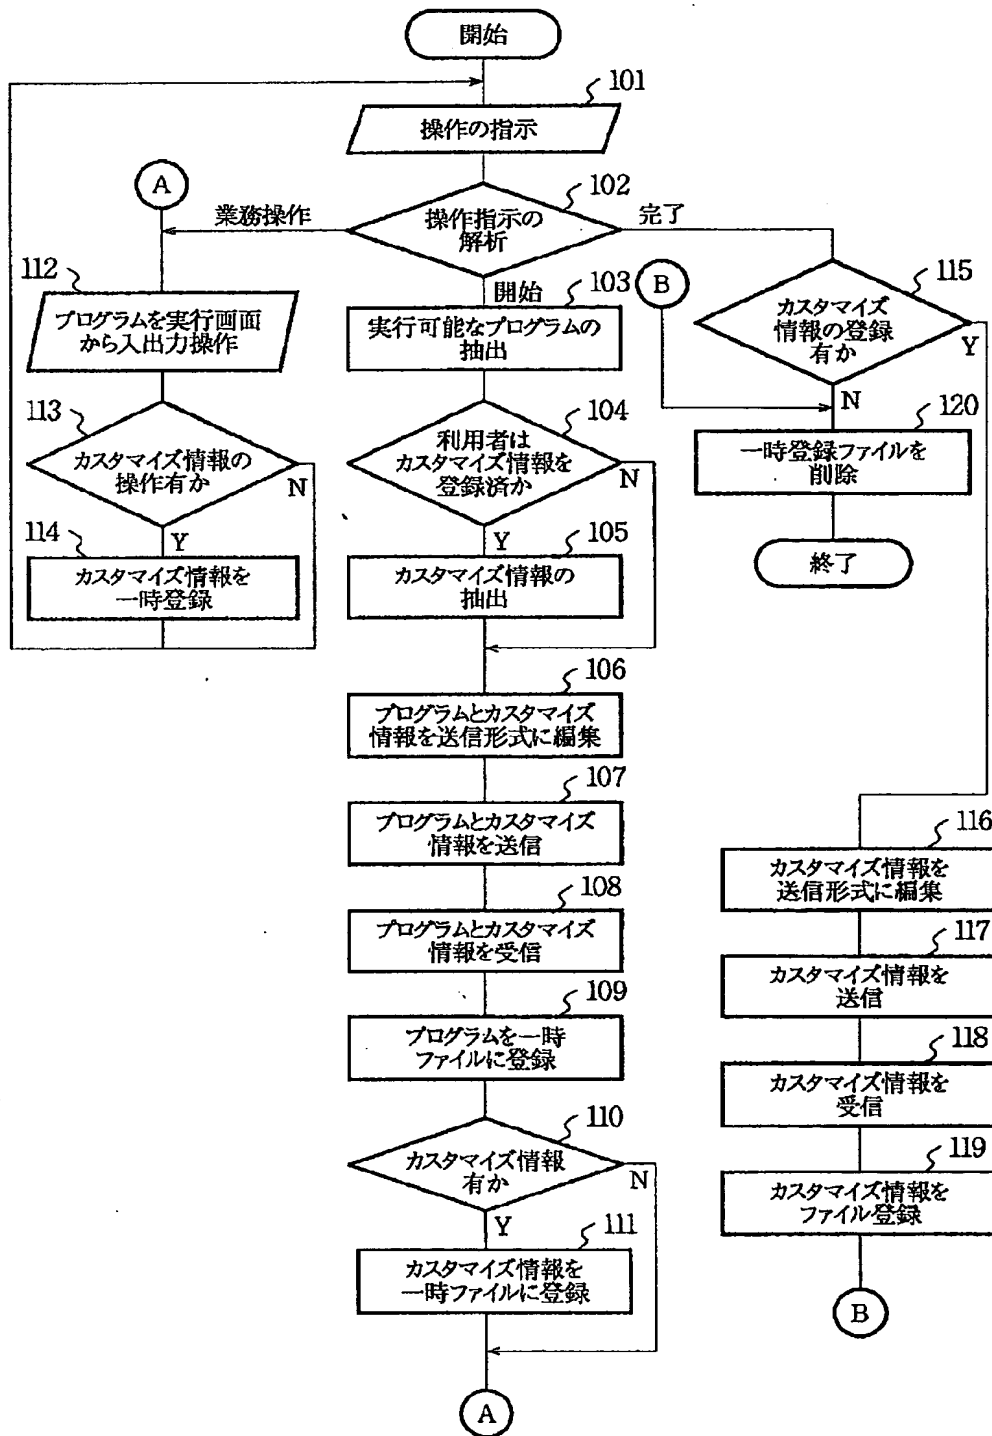 開始
101
操作の指示
A
102
操作指示の
解析
業務操作
完了
開始
112
プログラムを実行画面
から入出力操作
113
カスタマイズ情報の
操作有か
N
Y
114
カスタマイズ情報を
一時登録
103
実行可能なプログラムの
抽出
104
利用者は
カスタマイズ情報を
登録済か
N
Y
105
カスタマイズ情報の
抽出
106
プログラムとカスタマイズ
情報を送信形式に編集
107
プログラムとカスタマイズ
情報を送信
108
プログラムとカスタマイズ
情報を受信
109
プログラムを一時
ファイルに登録
110
カスタマイズ情報
有か
N
Y
111
カスタマイズ情報を
一時ファイルに登録
A
B
115
カスタマイズ
情報の登録
有か
Y
N
120
一時登録ファイルを
削除
終了
116
カスタマイズ情報を
送信形式に編集
117
カスタマイズ情報を
送信
118
カスタマイズ情報を
受信
119
カスタマイズ情報を
ファイル登録
B